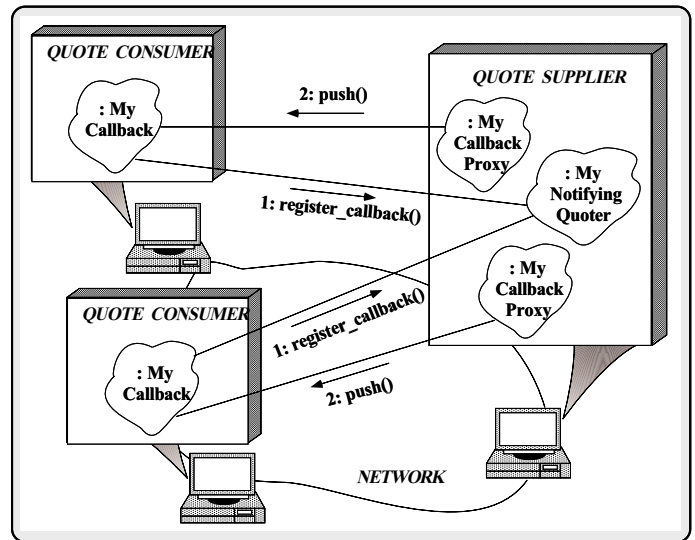 QUOTE CONSUMER
: My
Callback
2: push()
1: register_callback()
QUOTE SUPPLIER
: My
Callback
Proxy
: My
Notifying
Quoter
: My
Callback
Proxy
QUOTE CONSUMER
: My
Callback
1: register_callback()
2: push()
NETWORK